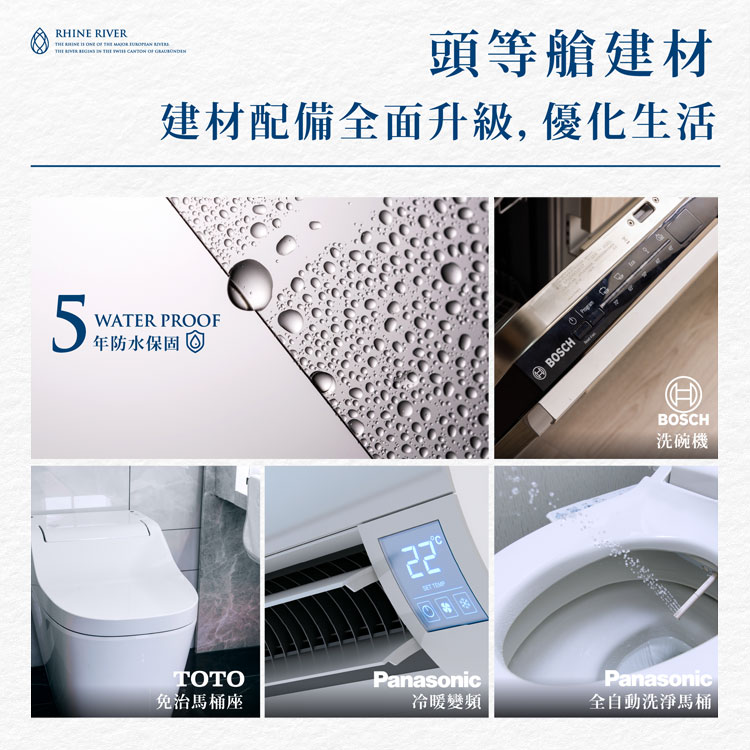 RHINE RIVER
THE RHINE IS ONE OF THE MAJOR EUROPEAN RIVERS
THE RIVER BEGINS IN THE SWISS CANTON OF GRAUBÜNDEN
頭等艙建材
建材配備全面升級, 優化生活
5
WATER PROOF
年防水保固
BOSCH
Program
BOSCH
洗碗機
22°C
SET TEMP
TOTO
免治馬桶座
Panasonic
冷暖變頻
Panasonic
全自動洗淨馬桶